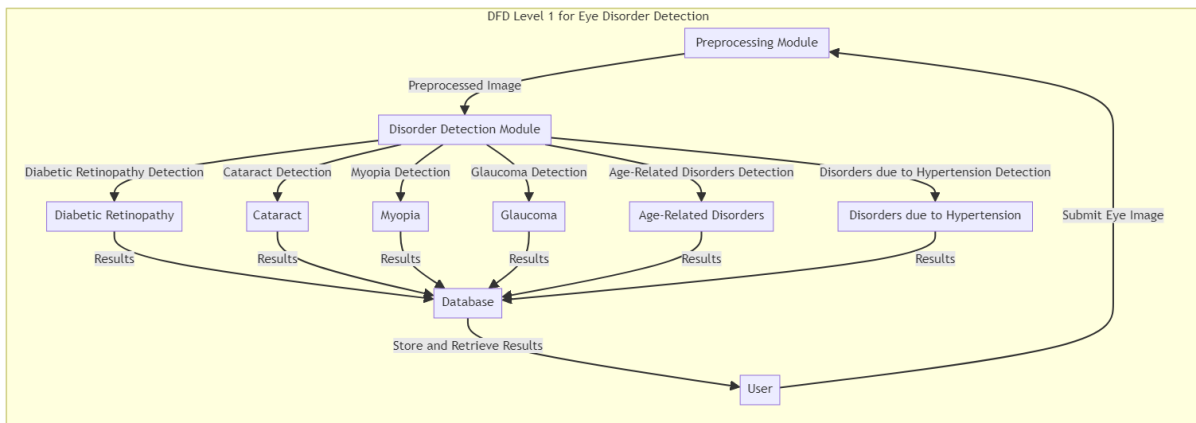 DFD Level 1 for Eye Disorder Detection
Preprocessing Module
Preprocessed Image
Disorder Detection Module
Diabetic Retinopathy Detection
Cataract Detection
Myopia Detection
Glaucoma Detection
Age-Related Disorders Detection
Disorders due to Hypertension Detection
Diabetic Retinopathy
Cataract
Myopia
Glaucoma
Age-Related Disorders
Disorders due to Hypertension
Submit Eye Image
Results
Results
Results
Results
Results
Results
Database
Store and Retrieve Results
User